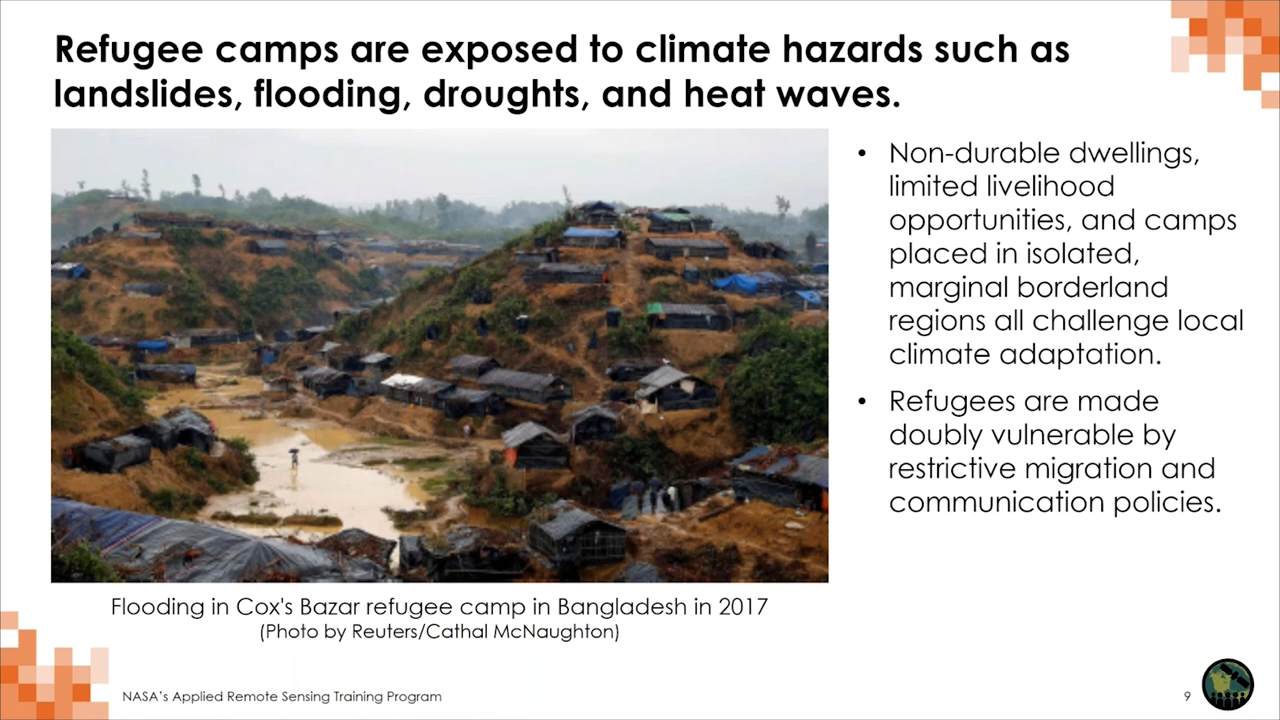 Refugee camps are exposed to climate hazards such as
landslides, flooding, droughts, and heat waves.
• Non-durable dwellings,
limited livelihood
opportunities, and camps
placed in isolated,
marginal borderland
regions all challenge local
climate adaptation.
• Refugees are made
doubly vulnerable by
restrictive migration and
communication policies.
Flooding in Cox's Bazar refugee camp in Bangladesh in 2017
(Photo by Reuters/Cathal McNaughton)
NASA's Applied Remote Sensing Training Program
9